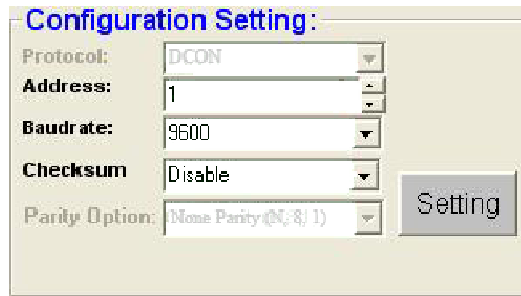 Configuration Setting:
Protocol: DCON
Address: 1
Baudrate: 9600
Checksum Disable
Parity Option: None Parity (N, 8, 1)
Setting